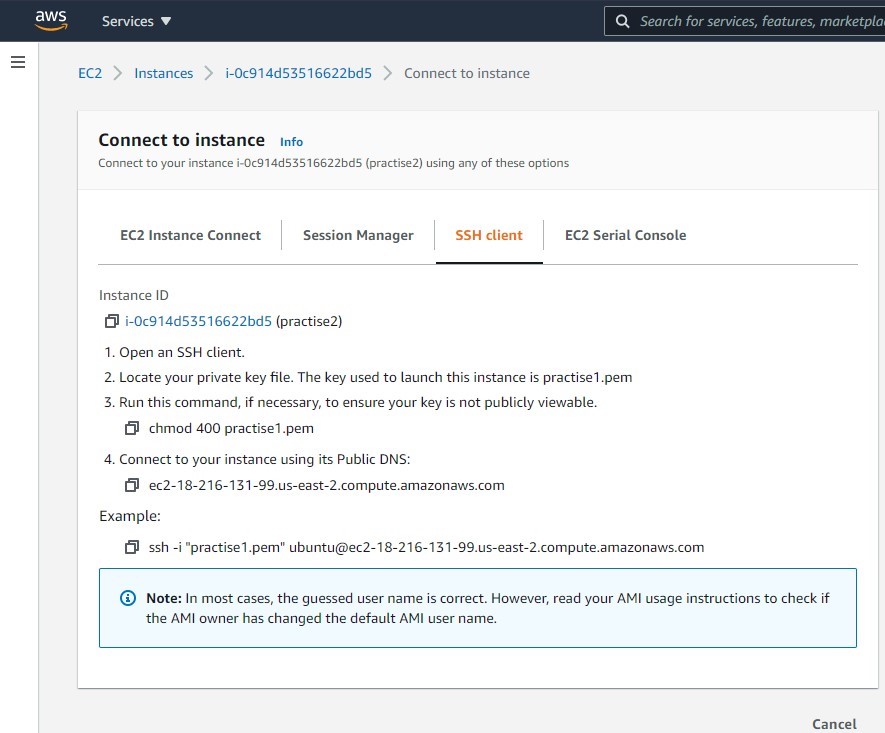 aws
Services ▼
Search for services, features, marketpla
EC2 > Instances > i-0c914d53516622bd5 > Connect to instance
Connect to instance Info
Connect to your instance i-0c914d53516622bd5 (practise2) using any of these options
EC2 Instance Connect
Session Manager
SSH client
EC2 Serial Console
Instance ID
i-0c914d53516622bd5 (practise2)
1. Open an SSH client.
2. Locate your private key file. The key used to launch this instance is practise1.pem
3. Run this command, if necessary, to ensure your key is not publicly viewable.
chmod 400 practise1.pem
4. Connect to your instance using its Public DNS:
ec2-18-216-131-99.us-east-2.compute.amazonaws.com
Example:
ssh -i "practise1.pem" ubuntu@ec2-18-216-131-99.us-east-2.compute.amazonaws.com
Note: In most cases, the guessed user name is correct. However, read your AMI usage instructions to check if
the AMI owner has changed the default AMI user name.
Cancel